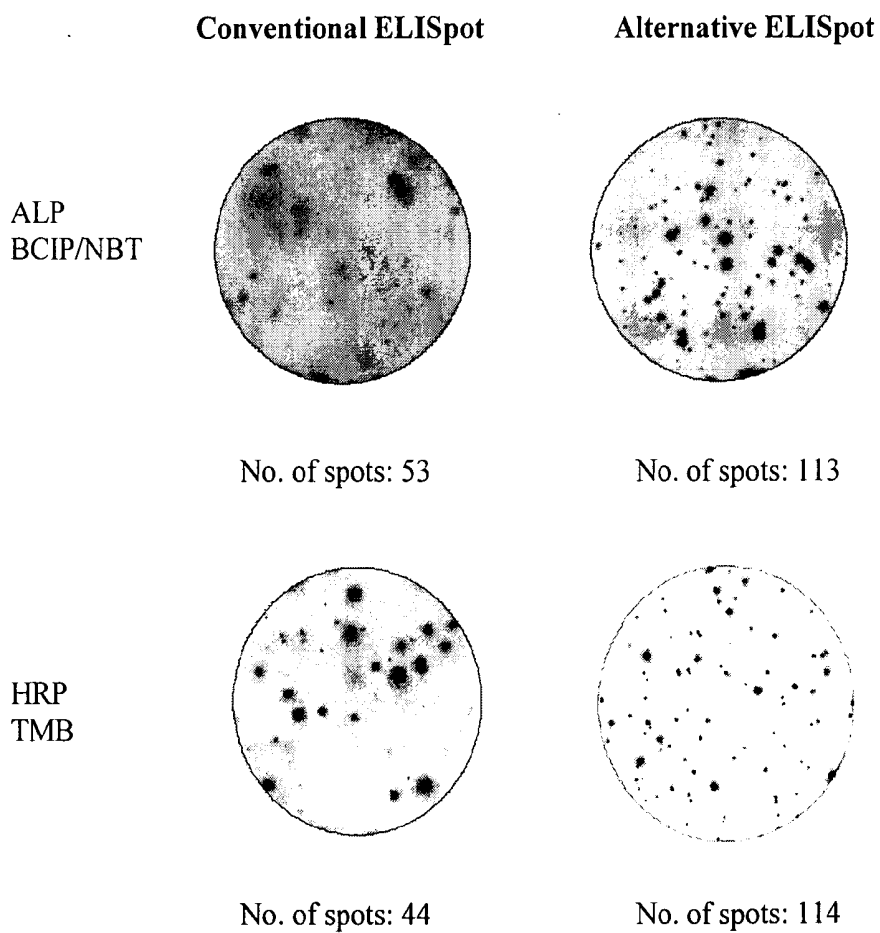 Conventional ELISpot
Alternative ELISpot
ALP
BCIP/NBT
No. of spots: 53
No. of spots: 113
HRP
TMB
No. of spots: 44
No. of spots: 114